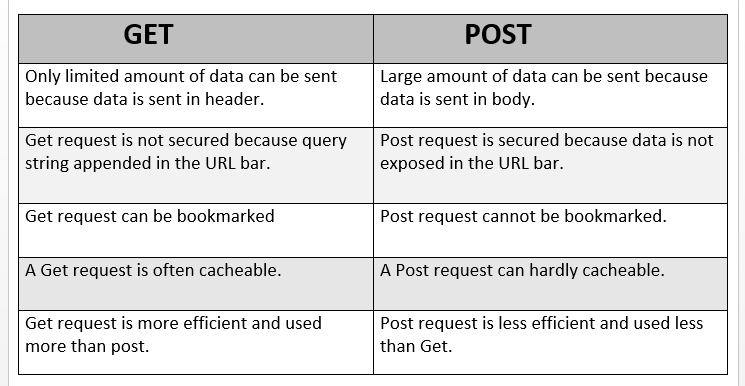 GET POST
Only limited amount of data can be sent
because data is sent in header.
Large amount of data can be sent because
data is sent in body.
Get request is not secured because query
string appended in the URL bar.
Post request is secured because data is not
exposed in the URL bar.
Get request can be bookmarked
Post request cannot be bookmarked.
A Get request is often cacheable.
A Post request can hardly cacheable.
Get request is more efficient and used
more than post.
Post request is less efficient and used less
than Get.